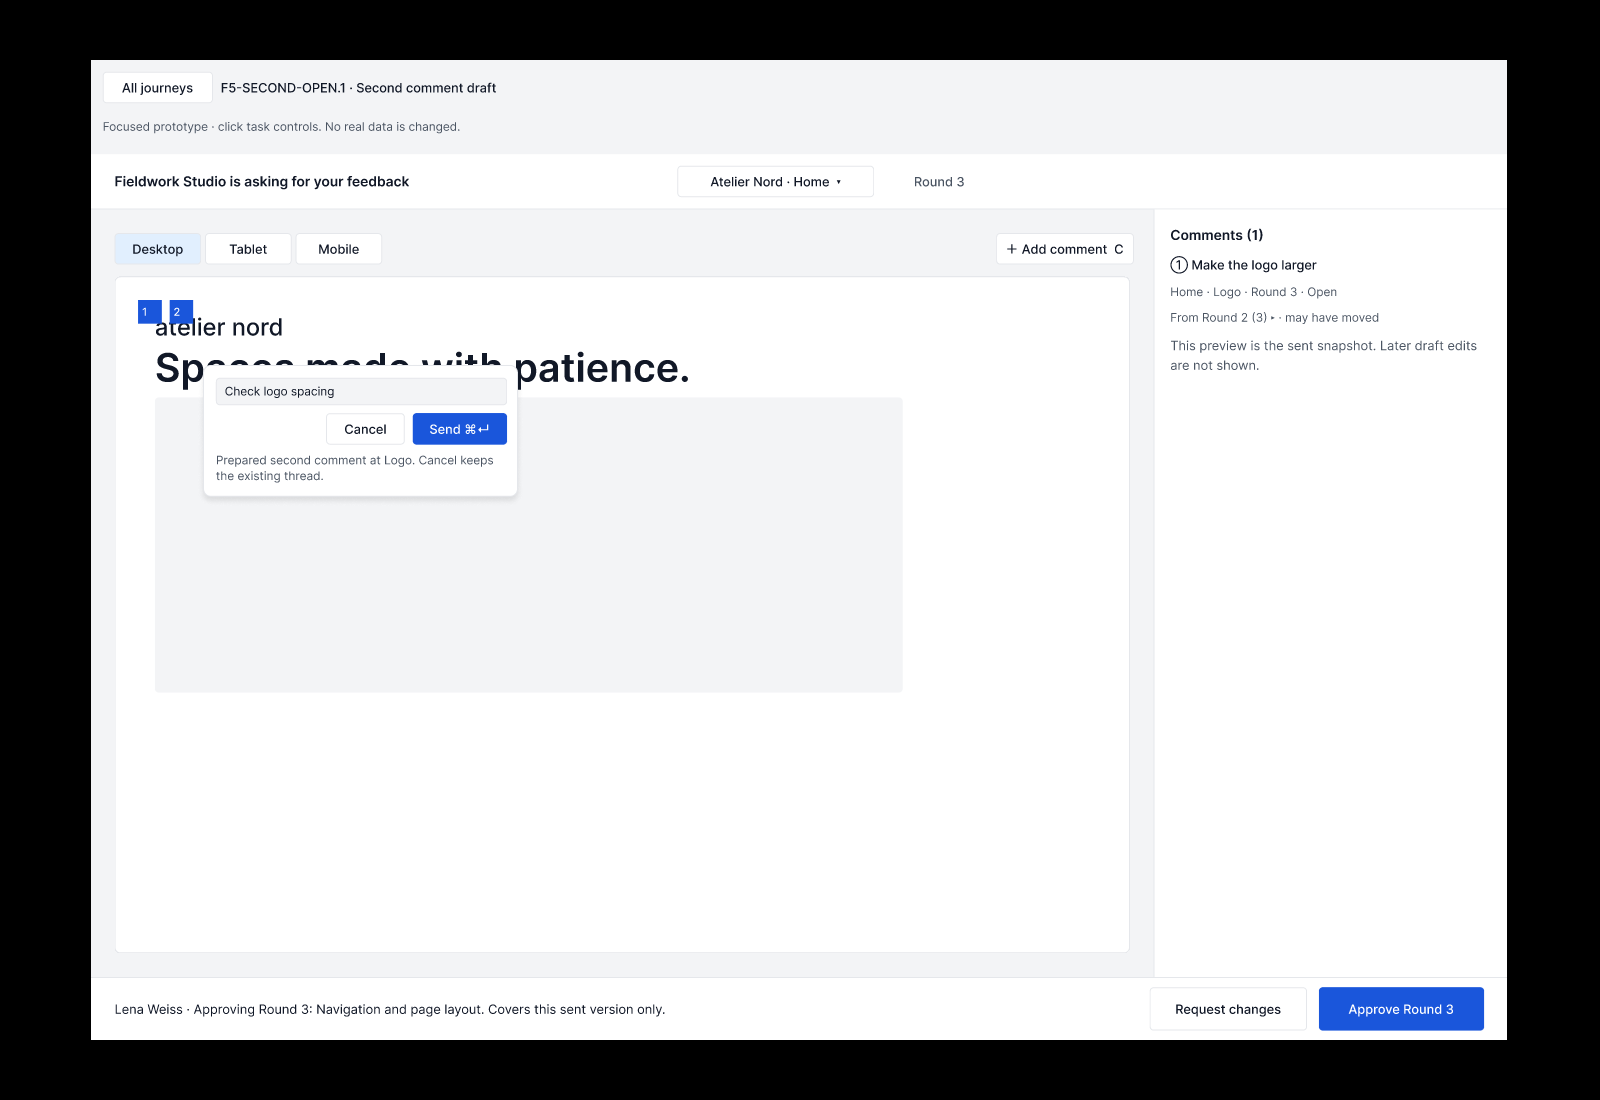 All journeys F5-SECOND-OPEN.1 · Second comment draft
Focused prototype · click task controls. No real data is changed.
Fieldwork Studio is asking for your feedback
Atelier Nord · Home ▾
Round 3
Desktop
Tablet
Mobile
+ Add comment C
1 2
atelier nord
Spaces made with patience.
Check logo spacing
Cancel
Send ⌘↵
Prepared second comment at Logo. Cancel keeps
the existing thread.
Comments (1)
① Make the logo larger
Home · Logo · Round 3 · Open
From Round 2 (3) ▸ · may have moved
This preview is the sent snapshot. Later draft edits
are not shown.
Lena Weiss · Approving Round 3: Navigation and page layout. Covers this sent version only.
Request changes
Approve Round 3